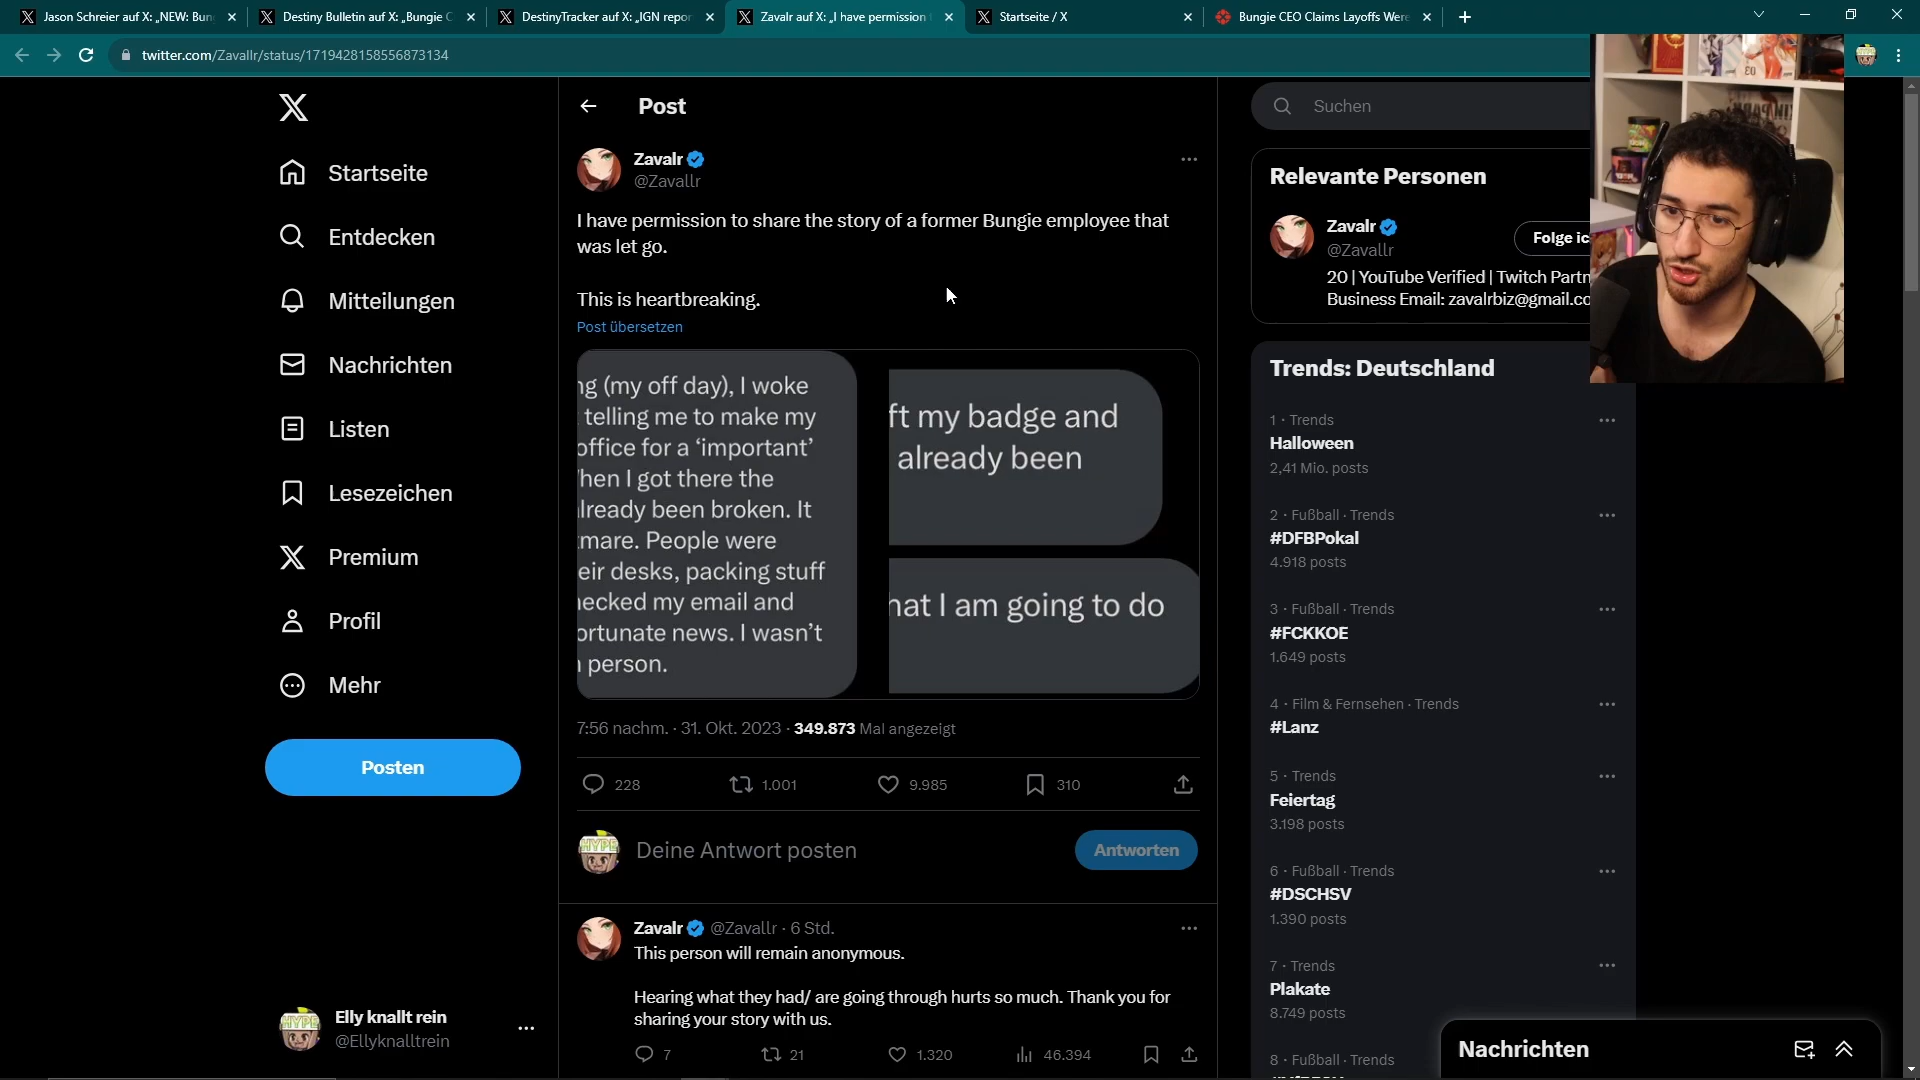 Jason Schreier auf X: „NEW: Bun
Destiny Bulletin auf X: „Bungie C
DestinyTracker auf X: „IGN repor
Zavalr auf X: „I have permission
Startseite / X
Bungie CEO Claims Layoffs Were
twitter.com/Zavallr/status/1719428158556873134
Startseite
Entdecken
Mitteilungen
Nachrichten
Listen
Lesezeichen
Premium
Profil
Mehr
Posten
Elly knallt rein
@Ellyknalltrein
Post
Zavalr
@Zavallr
I have permission to share the story of a former Bungie employee that
was let go.
This is heartbreaking.
Post übersetzen
ng (my off day), I woke
telling me to make my
office for a ‘important’
hen I got there the
lready been broken. It
mare. People were
eir desks, packing stuff
hecked my email and
ortunate news. I wasn’t
person.
ft my badge and
already been
hat I am going to do
7:56 nachm. · 31. Okt. 2023 · 349.873 Mal angezeigt
228
1.001
9.985
310
Deine Antwort posten
Antworten
Zavalr @Zavallr · 6 Std.
This person will remain anonymous.
Hearing what they had/ are going through hurts so much. Thank you for
sharing your story with us.
7
21
1.320
46.394
Suchen
Relevante Personen
Zavalr
@Zavallr
Folge ic
20 | YouTube Verified | Twitch Partn
Business Email: zavalrbiz@gmail.co
Trends: Deutschland
1 · Trends
Halloween
2,41 Mio. posts
2 · Fußball · Trends
#DFBPokal
4.918 posts
3 · Fußball · Trends
#FCKKOE
1.649 posts
4 · Film & Fernsehen · Trends
#Lanz
5 · Trends
Feiertag
3.198 posts
6 · Fußball · Trends
#DSCHSV
1.390 posts
7 · Trends
Plakate
8.749 posts
8 · Fußball · Trends
Nachrichten